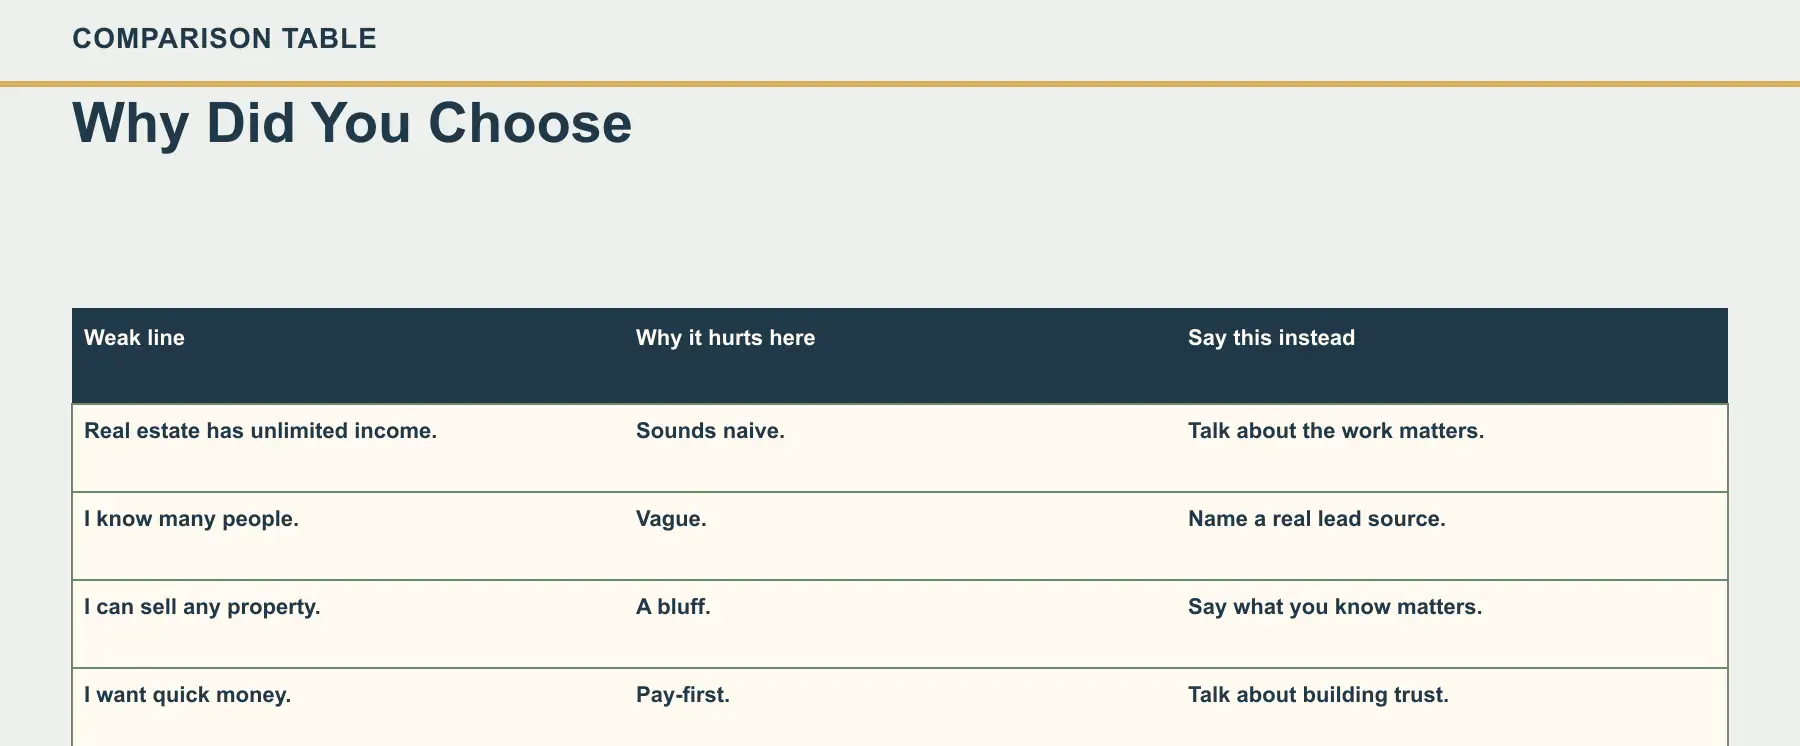 COMPARISON TABLE
Why Did You Choose
Weak line Why it hurts here Say this instead
Real estate has unlimited income. Sounds naive. Talk about the work matters.
I know many people. Vague. Name a real lead source.
I can sell any property. A bluff. Say what you know matters.
I want quick money. Pay-first. Talk about building trust.